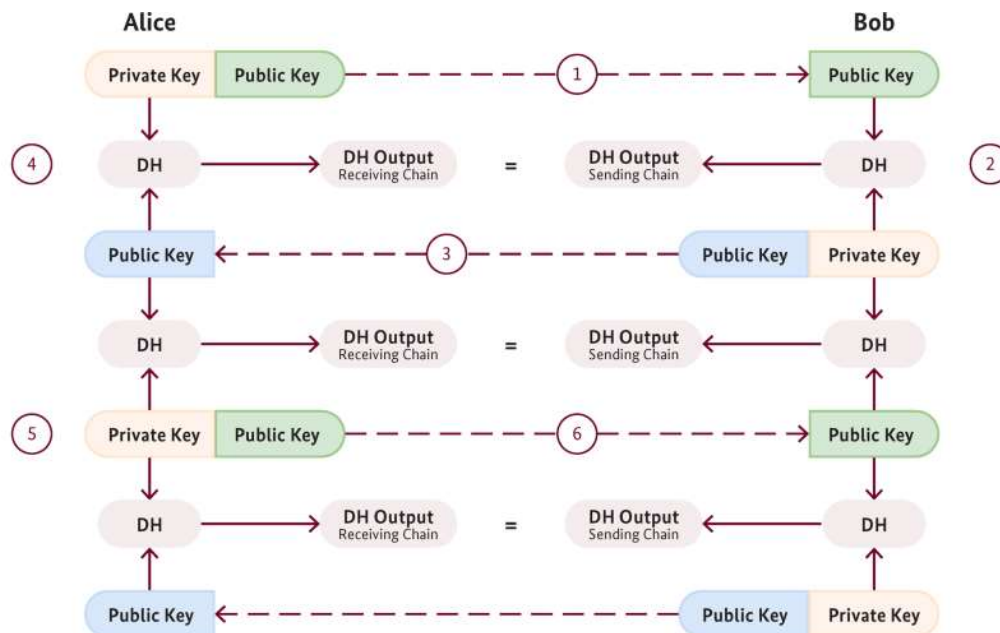 Alice
Bob
Private Key Public Key 1 Public Key
4 DH DH Output = DH Output DH 2
Receiving Chain Sending Chain
Public Key 3 Public Key Private Key
DH DH Output = DH Output DH
Receiving Chain Sending Chain
5 Private Key Public Key 6 Public Key
DH DH Output = DH Output DH
Receiving Chain Sending Chain
Public Key Public Key Private Key